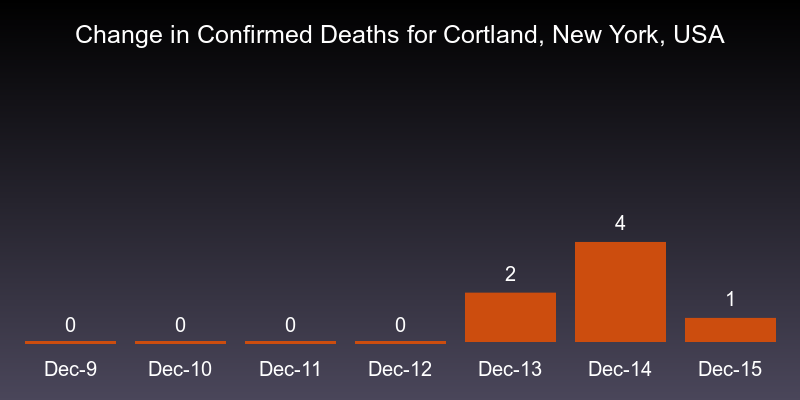 Change in Confirmed Deaths for Cortland, New York, USA
4
2
1
0 0 0 0
Dec-9 Dec-10 Dec-11 Dec-12 Dec-13 Dec-14 Dec-15